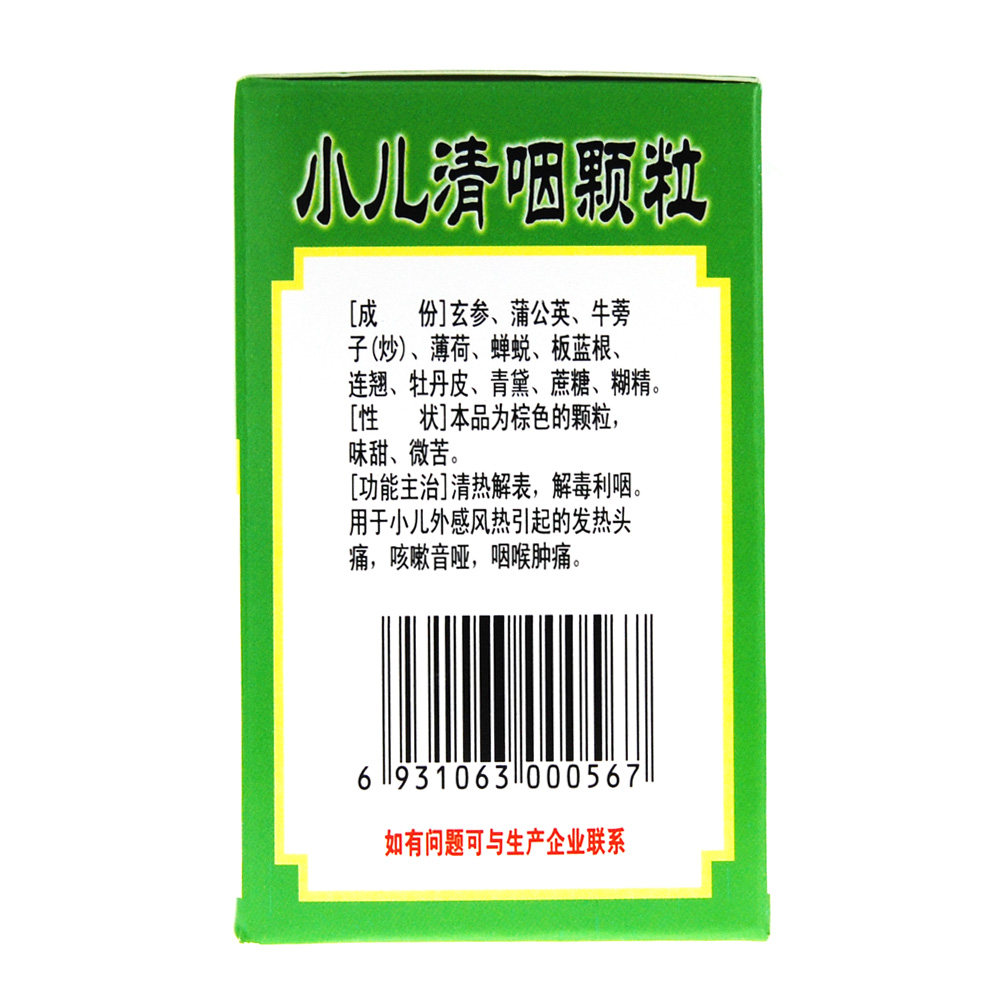 小儿清咽颗粒
[成　　份]玄参、蒲公英、牛蒡
子(炒)、薄荷、蝉蜕、板蓝根、
连翘、牡丹皮、青黛、蔗糖、糊精。
[性　　状]本品为棕色的颗粒，
味甜、微苦。
[功能主治]清热解表，解毒利咽。
用于小儿外感风热引起的发热头
痛，咳嗽音哑，咽喉肿痛。
6 931063 000567
如有问题可与生产企业联系